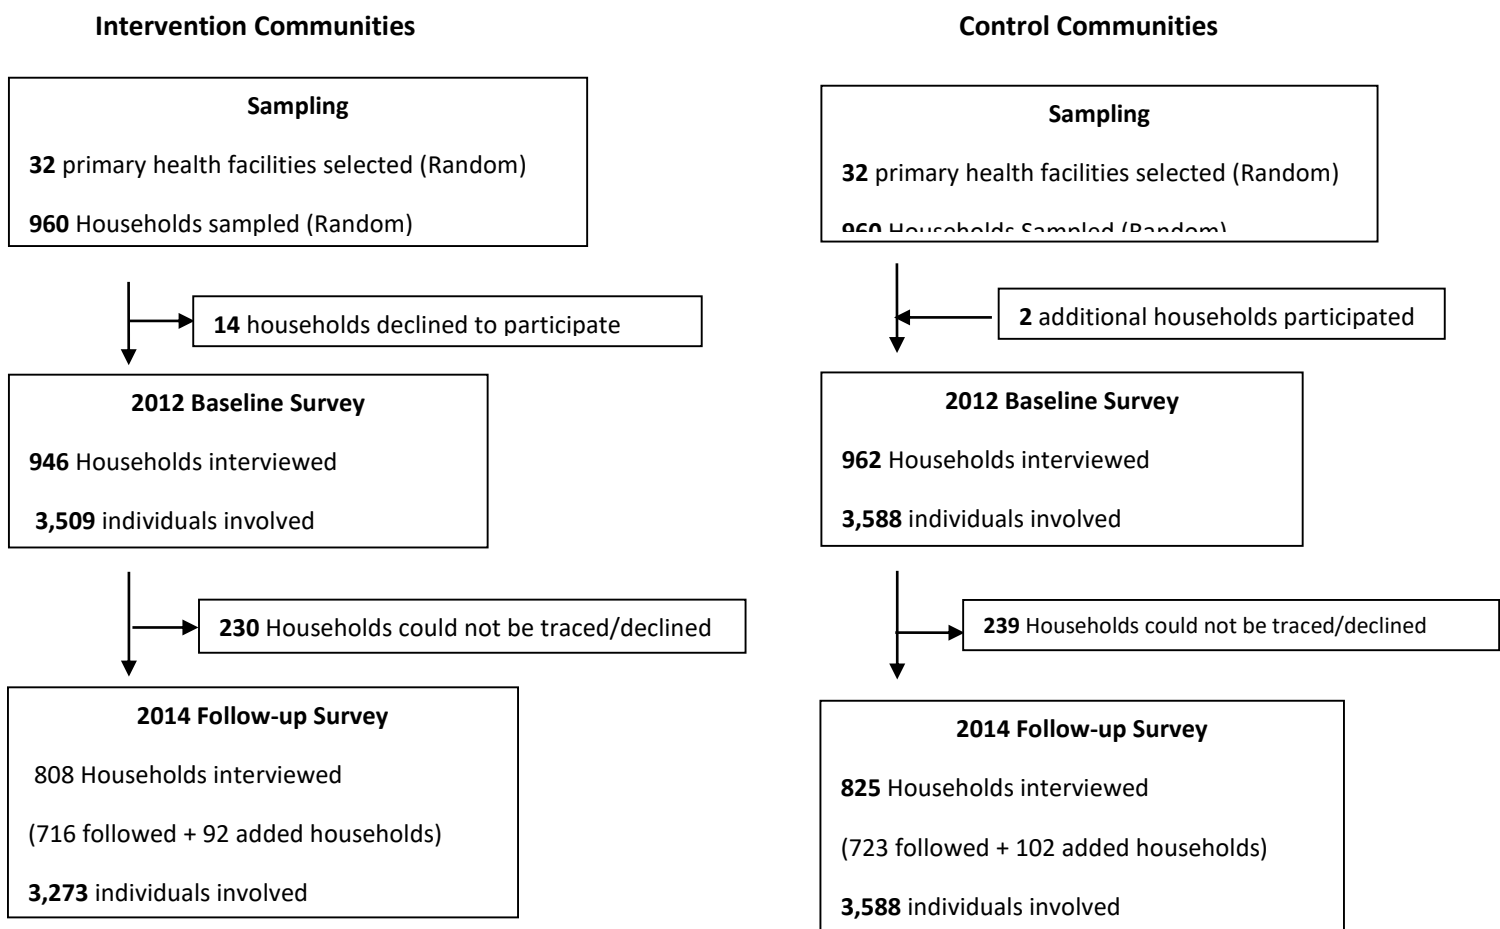 Intervention Communities
Sampling
32 primary health facilities selected (Random)
960 Households sampled (Random)
14 households declined to participate
2012 Baseline Survey
946 Households interviewed
3,509 individuals involved
230 Households could not be traced/declined
2014 Follow-up Survey
808 Households interviewed
(716 followed + 92 added households)
3,273 individuals involved
Control Communities
Sampling
32 primary health facilities selected (Random)
960 Households Sampled (Random)
2 additional households participated
2012 Baseline Survey
962 Households interviewed
3,588 individuals involved
239 Households could not be traced/declined
2014 Follow-up Survey
825 Households interviewed
(723 followed + 102 added households)
3,588 individuals involved